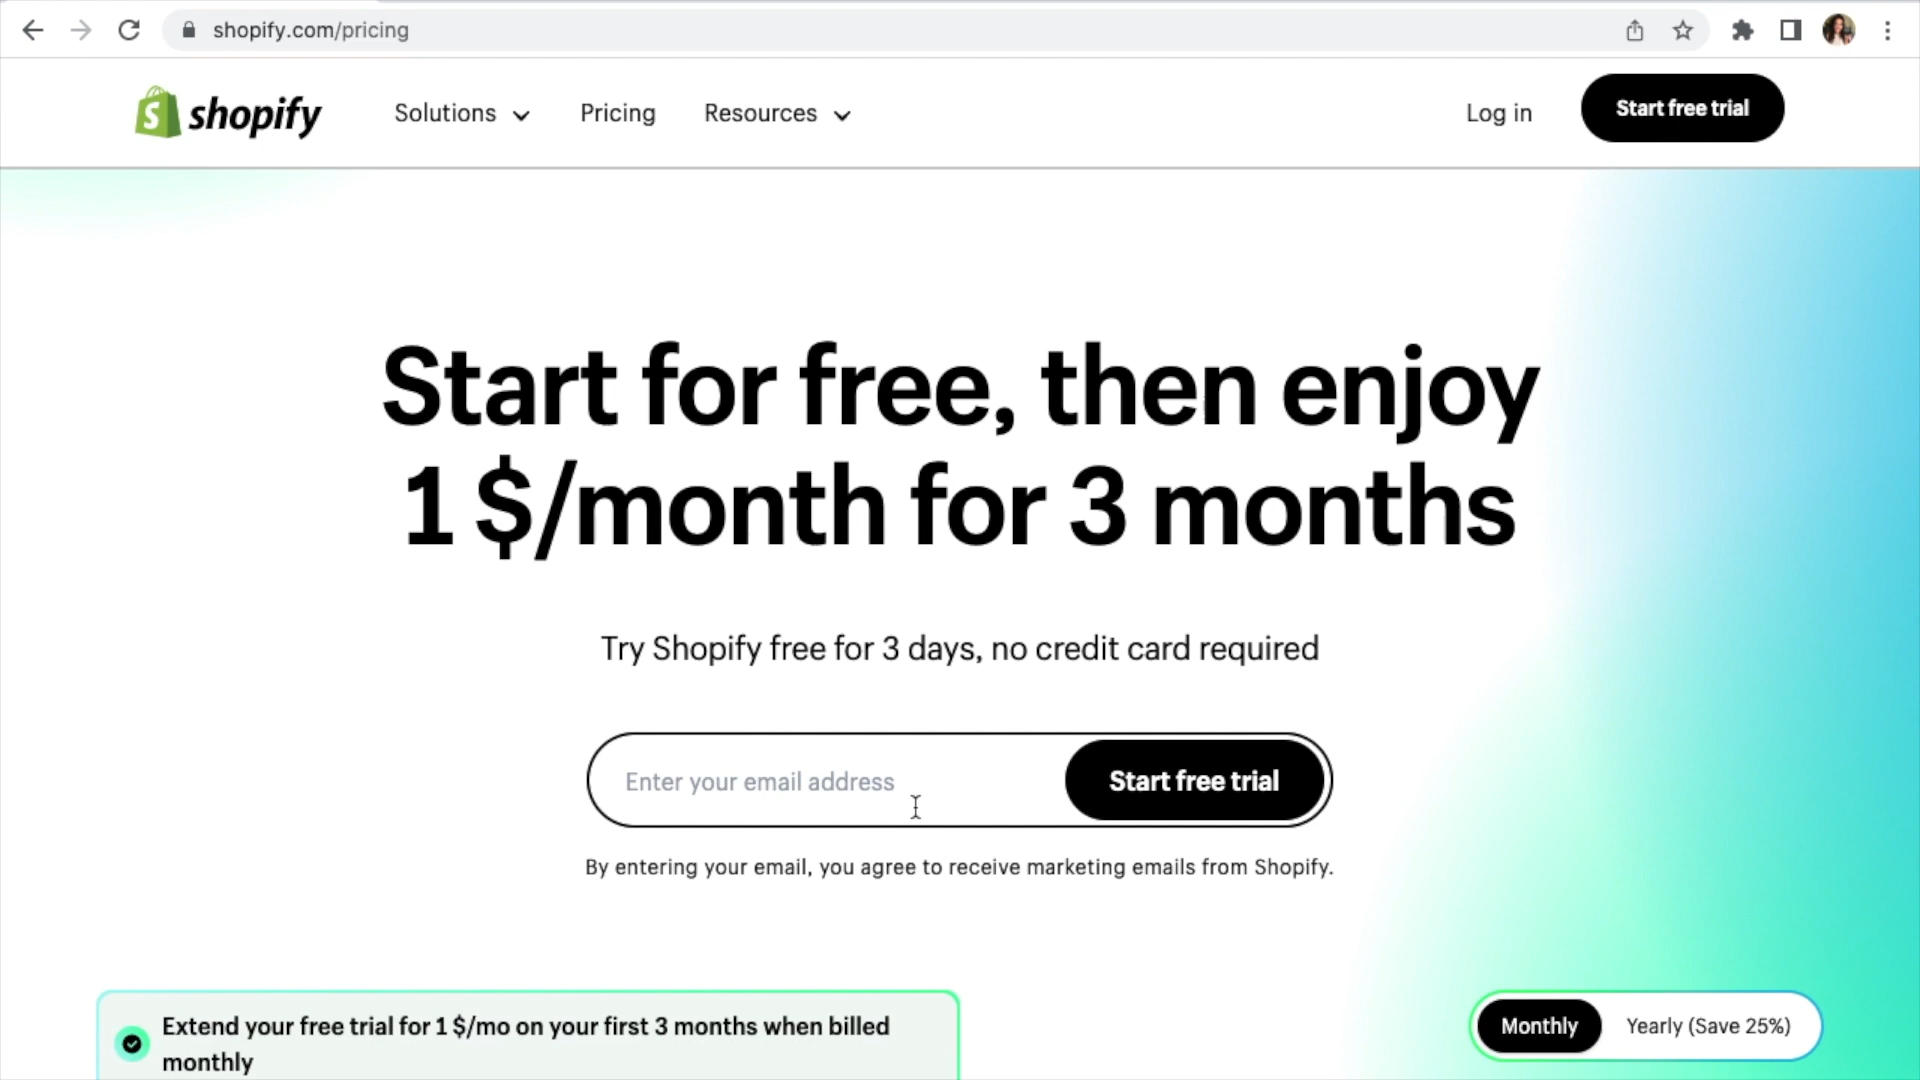 shopify.com/pricing
shopify
Solutions
Pricing
Resources
Log in
Start free trial
Start for free, then enjoy
1 $/month for 3 months
Try Shopify free for 3 days, no credit card required
Enter your email address
Start free trial
By entering your email, you agree to receive marketing emails from Shopify.
Extend your free trial for 1 $/mo on your first 3 months when billed
monthly
Monthly
Yearly (Save 25%)